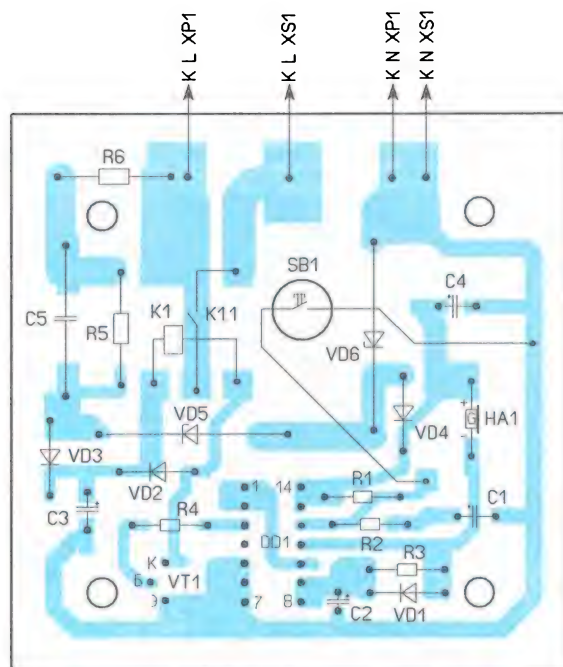 К L XP1
К L XS1
К N XP1
К N XS1
R6
SB1
C4
C5
R5
K1
K11
VD6
VD5
VD4
G
HA1
VD3
VD2
1
14
R1
C3
R4
C1
DD1
R2
К
R3
Б
VT1
Э
7
8
C2
VD1